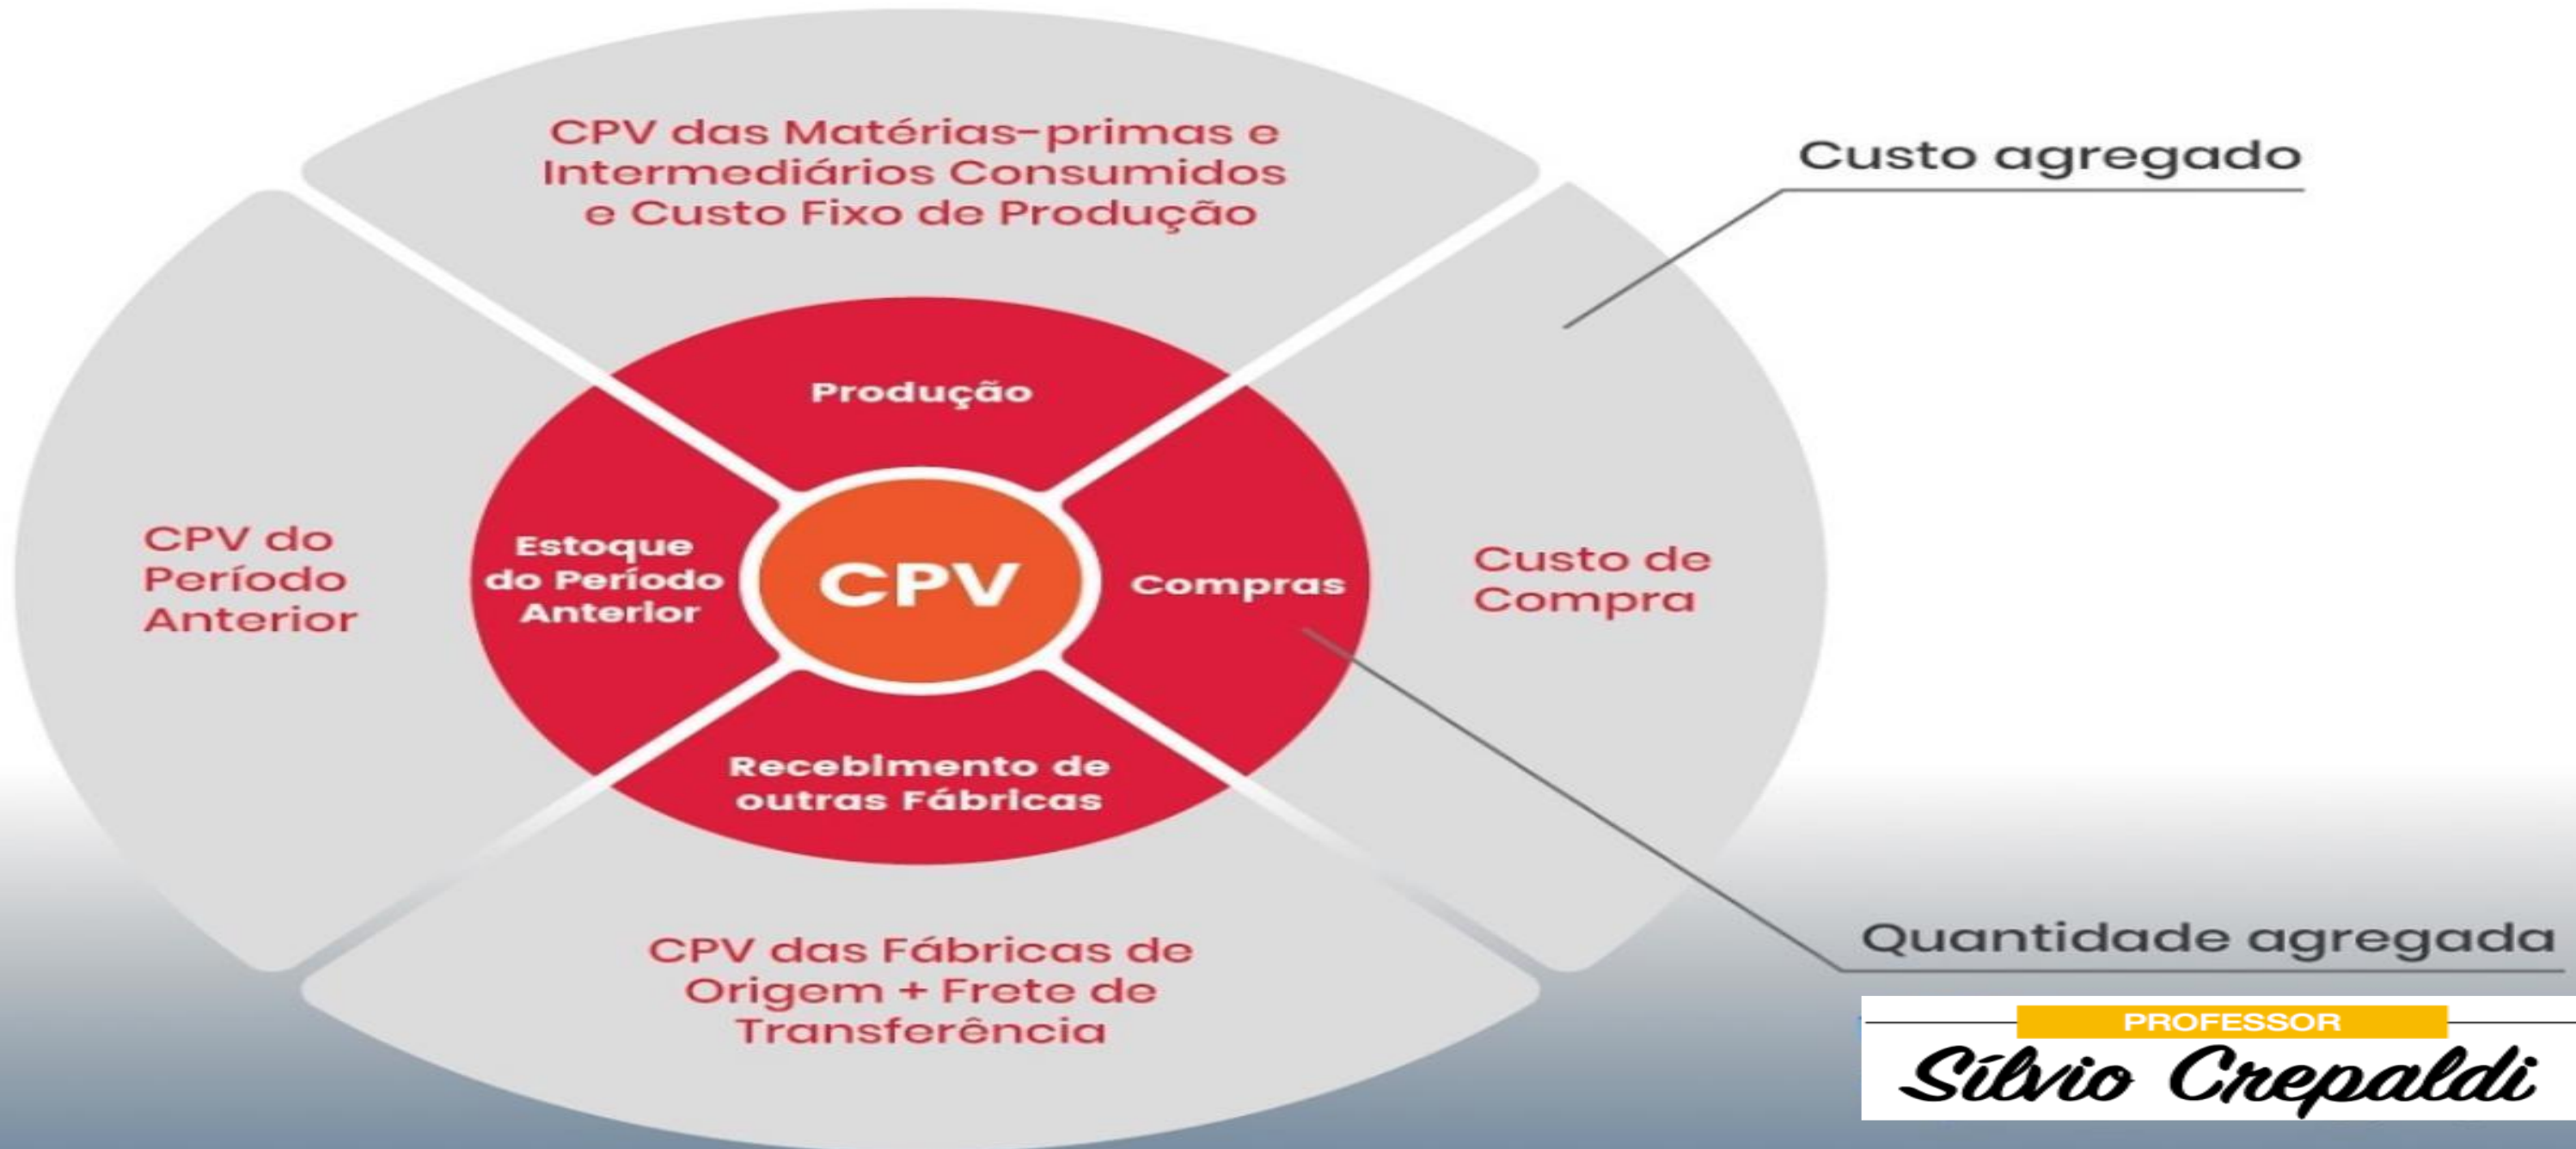 CPV das Matérias-primas e
Intermediários Consumidos
e Custo Fixo de Produção
Custo agregado
Produção
CPV do
Período
Anterior
Estoque
do Período
Anterior
CPV
Compras
Custo de
Compra
Recebimento de
outras Fábricas
CPV das Fábricas de
Origem + Frete de
Transferência
Quantidade agregada
PROFESSOR
Sílvio Crepaldi